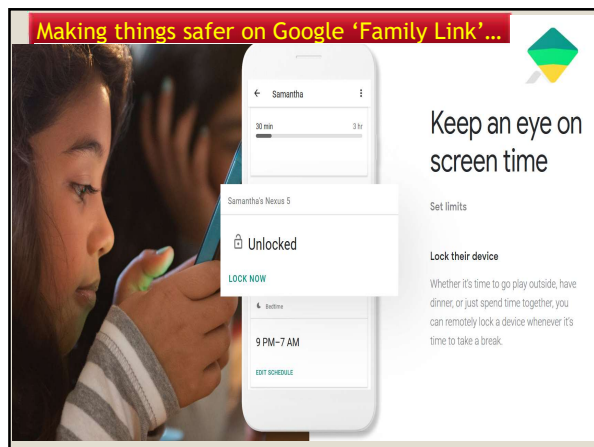 Making things safer on Google ‘Family Link’…
Samantha
30 min 3 hr
Samantha's Nexus 5
Unlocked
LOCK NOW
Bedtime
9 PM–7 AM
EDIT SCHEDULE
Keep an eye on
screen time
Set limits
Lock their device
Whether it's time to go play outside, have
dinner, or just spend time together, you
can remotely lock a device whenever it's
time to take a break.